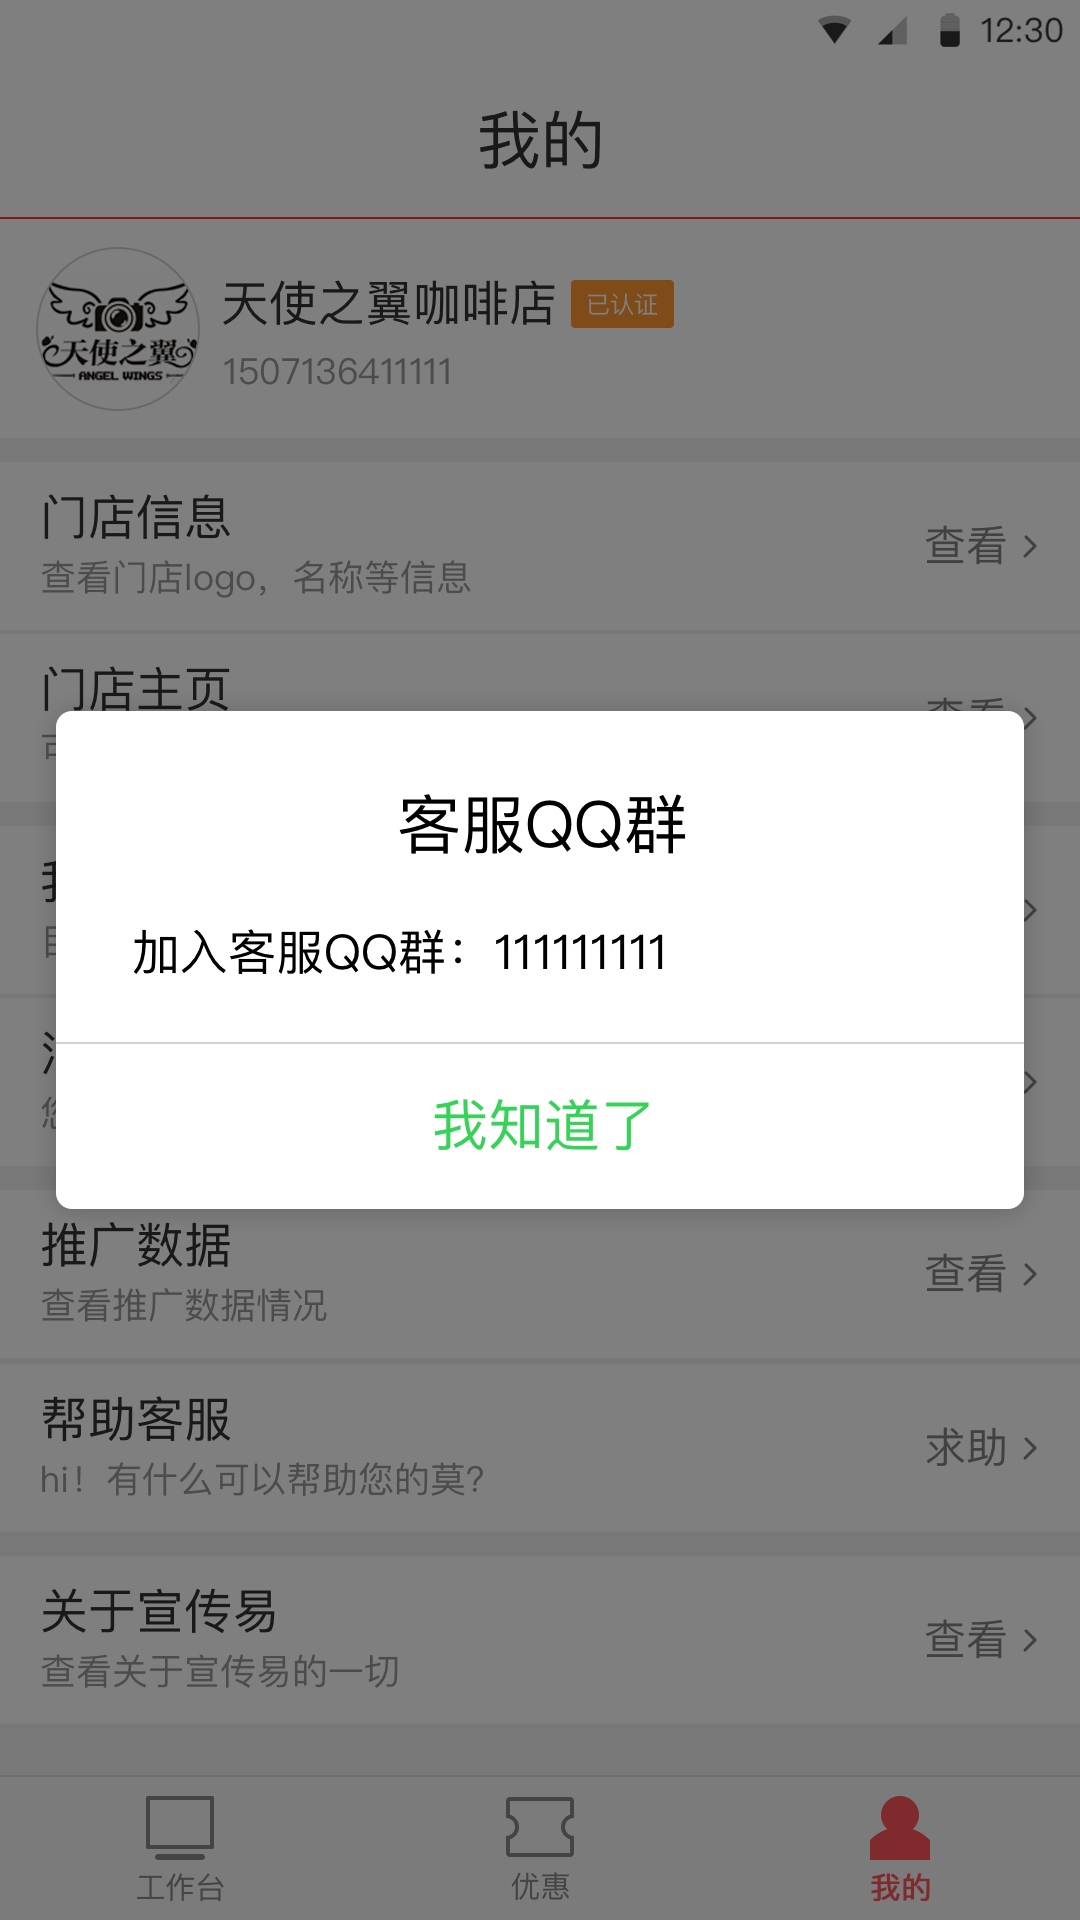 12:30
我的
天使之翼咖啡店 已认证
天使之翼
ANGEL WINGS
1507136411111
门店信息
查看门店logo，名称等信息
查看
门店主页
客服QQ群
加入客服QQ群：111111111
我知道了
推广数据
查看推广数据情况
查看
帮助客服
hi！有什么可以帮助您的莫?
求助
关于宣传易
查看关于宣传易的一切
查看
工作台
优惠
我的